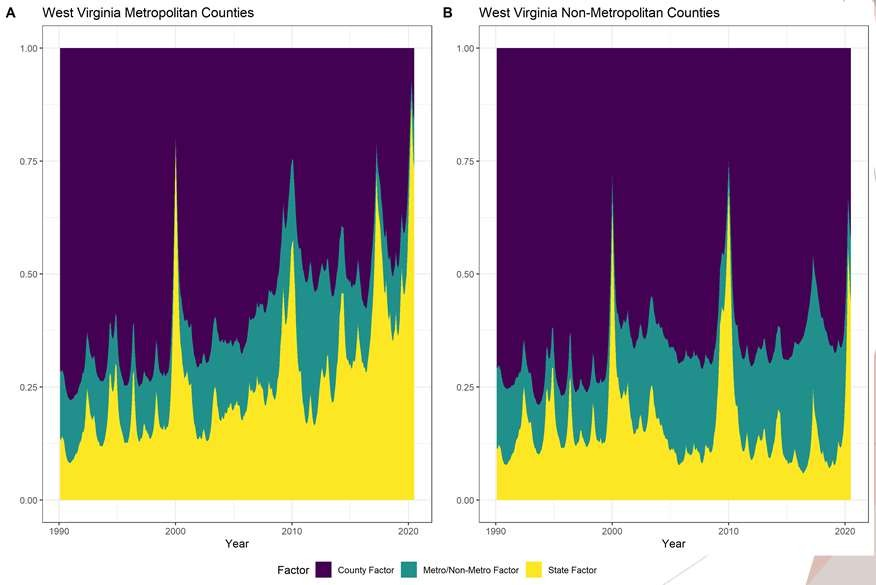 A West Virginia Metropolitan Counties
1.00
0.75
0.50
0.25
0.00
1990 2000 2010 2020
Year
B West Virginia Non-Metropolitan Counties
1.00
0.75
0.50
0.25
0.00
1990 2000 2010 2020
Year
Factor County Factor Metro/Non-Metro Factor State Factor